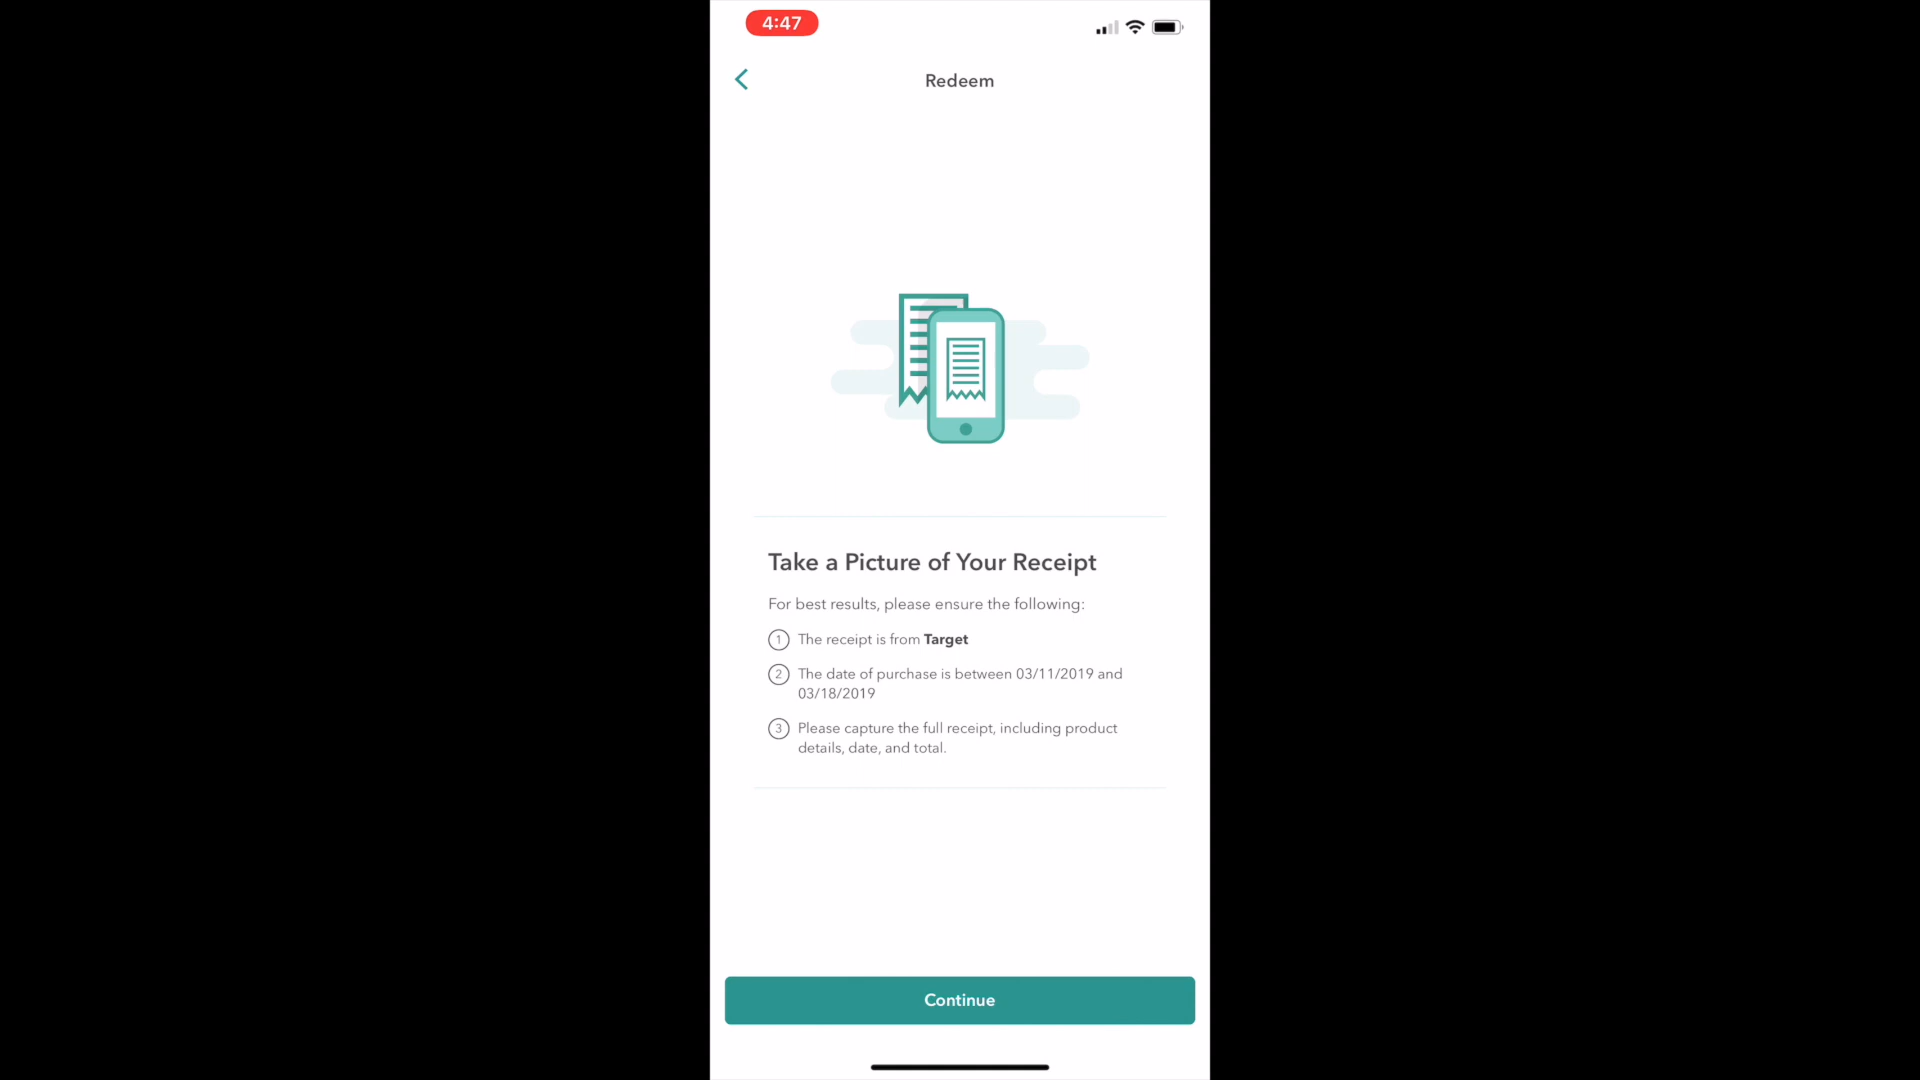 4:47
Redeem
Take a Picture of Your Receipt
For best results, please ensure the following:
1 The receipt is from Target
2 The date of purchase is between 03/11/2019 and
03/18/2019
3 Please capture the full receipt, including product
details, date, and total.
Continue